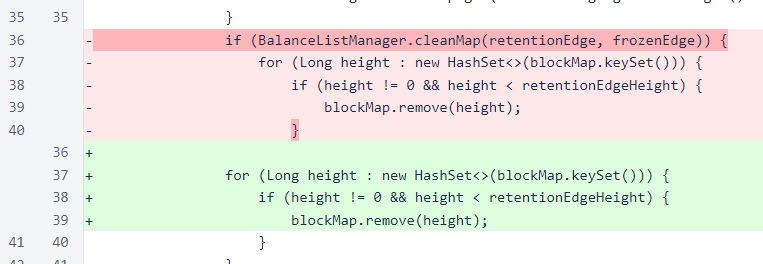 35 35 }
36 - if (BalanceListManager.cleanMap(retentionEdge, frozenEdge)) {
37 - for (Long height : new HashSet<>(blockMap.keySet())) {
38 - if (height != 0 && height < retentionEdgeHeight) {
39 - blockMap.remove(height);
40 - }
36 +
37 + for (Long height : new HashSet<>(blockMap.keySet())) {
38 + if (height != 0 && height < retentionEdgeHeight) {
39 + blockMap.remove(height);
41 40 }